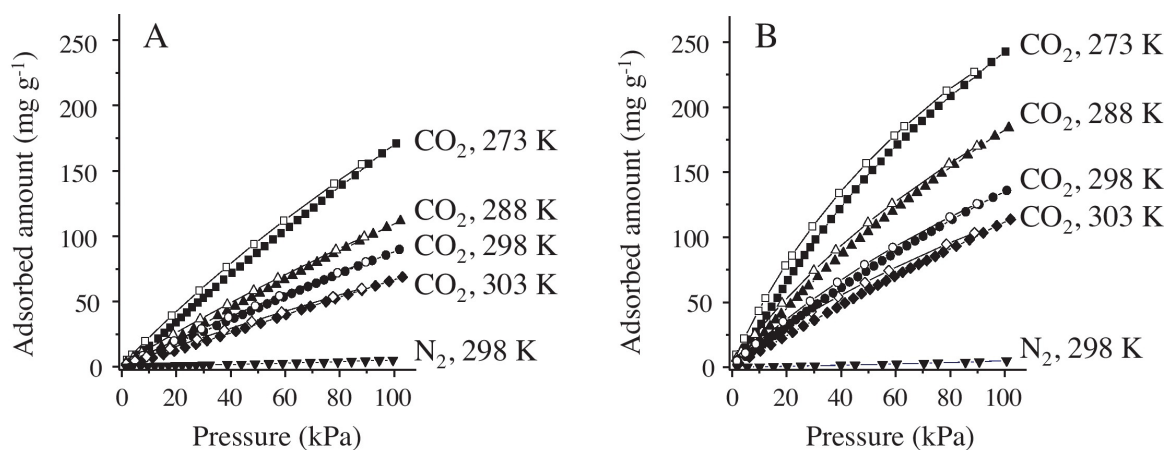 A
Adsorbed amount (mg g⁻¹)
250
200
150
100
50
0
CO₂, 273 K
CO₂, 288 K
CO₂, 298 K
CO₂, 303 K
N₂, 298 K
0 20 40 60 80 100
Pressure (kPa)
B
Adsorbed amount (mg g⁻¹)
250
200
150
100
50
0
CO₂, 273 K
CO₂, 288 K
CO₂, 298 K
CO₂, 303 K
N₂, 298 K
0 20 40 60 80 100
Pressure (kPa)